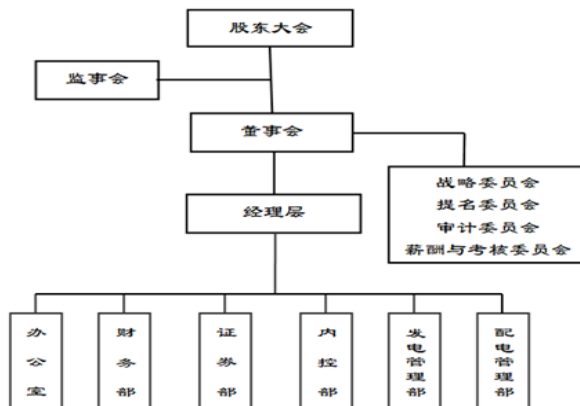 股东大会
监事会
董事会
战略委员会
提名委员会
审计委员会
薪酬与考核委员会
经理层
办公室
财务部
证券部
内控部
发电管理部
配电管理部